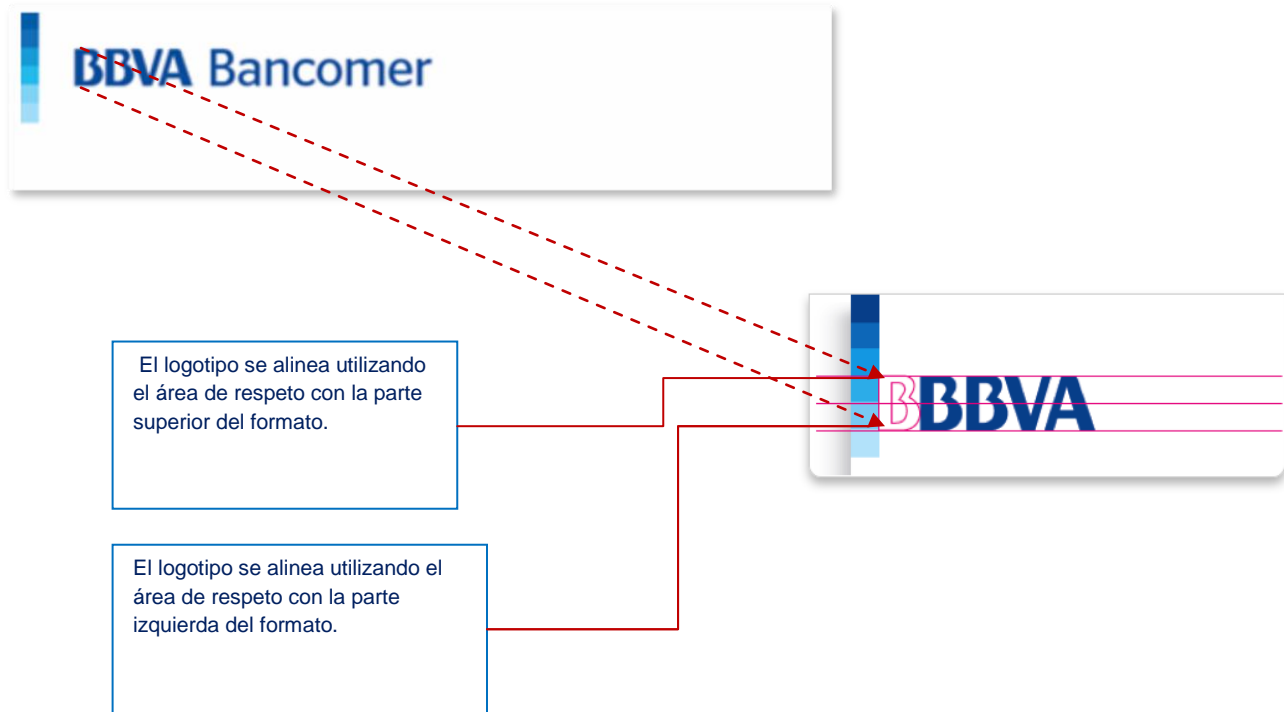 BBVA Bancomer
El logotipo se alinea utilizando
el área de respeto con la parte
superior del formato.
BBBVA
El logotipo se alinea utilizando el
área de respeto con la parte
izquierda del formato.